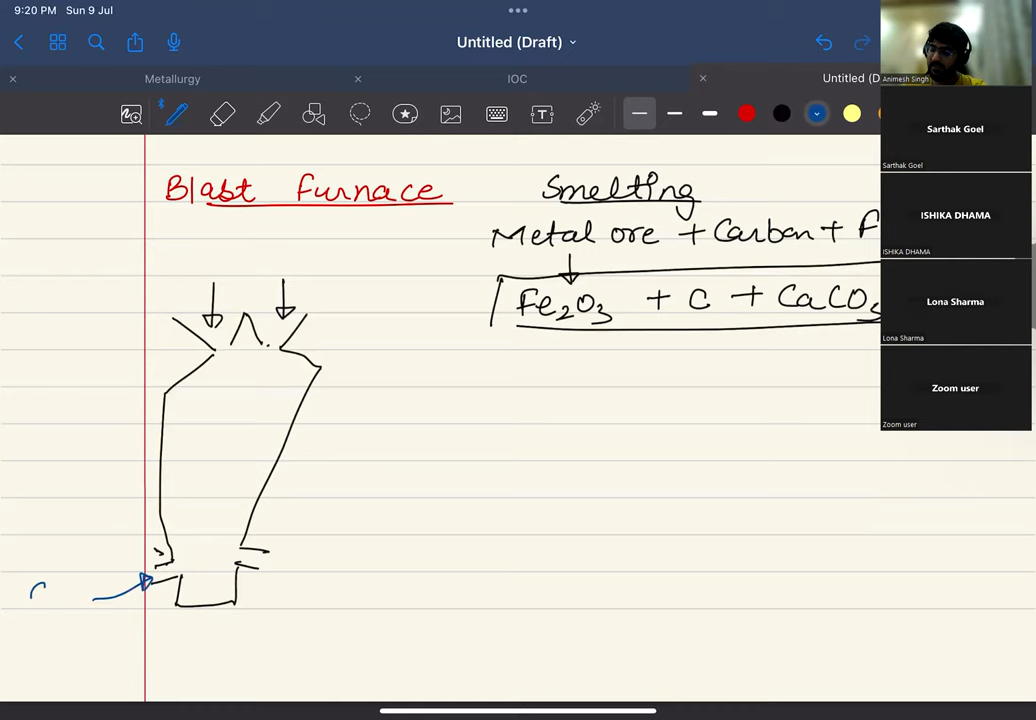 9:20 PM Sun 9 Jul
Untitled (Draft)
Metallurgy
IOC
Untitled (D
Animesh Singh
Sarthak Goel
Sarthak Goel
ISHIKA DHAMA
ISHIKA DHAMA
Lona Sharma
Lona Sharma
Zoom user
Zoom user
Blast Furnace
Smelting
Metal ore + Carbon + F
Fe₂O₃ + C + CaCO₃